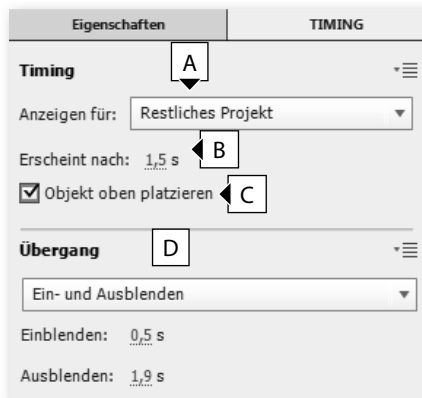 Eigenschaften TIMING
Timing A
Anzeigen für: Restliches Projekt
Erscheint nach: 1,5 s B
Objekt oben platzieren C
Übergang D
Ein- und Ausblenden
Einblenden: 0,5 s
Ausblenden: 1,9 s